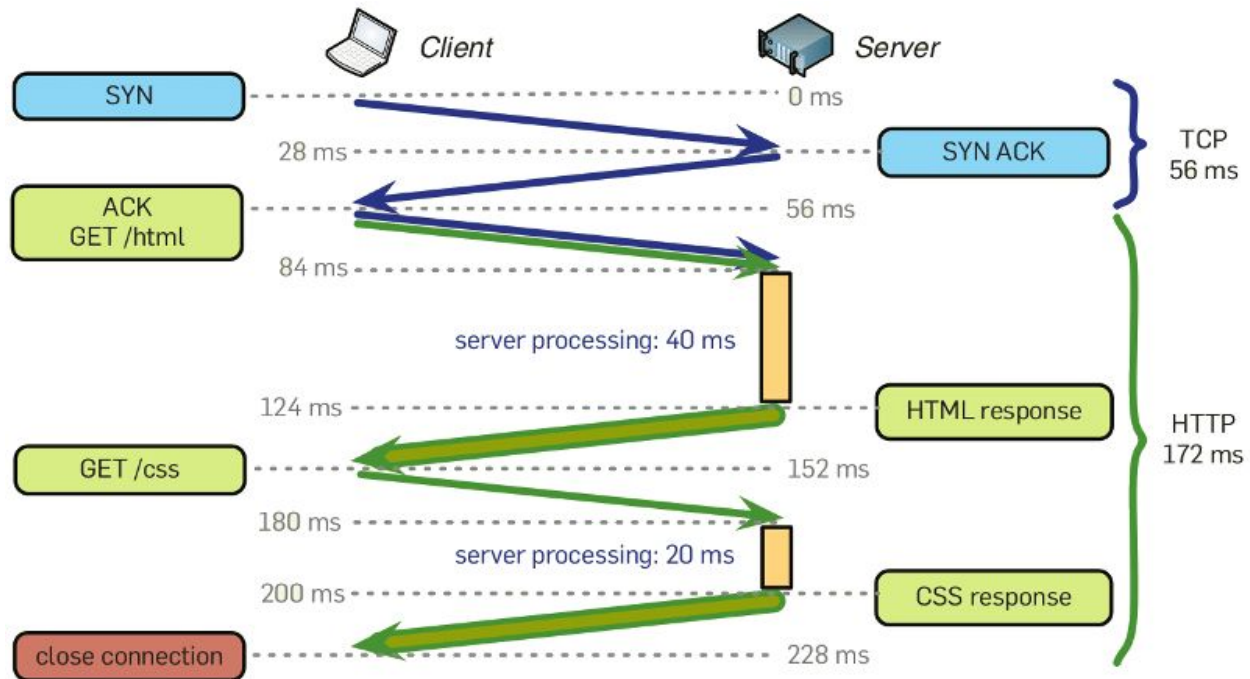 Client
Server
SYN
0 ms
28 ms
SYN ACK
TCP
56 ms
ACK
GET /html
56 ms
84 ms
server processing: 40 ms
124 ms
HTML response
HTTP
172 ms
GET /css
152 ms
180 ms
server processing: 20 ms
200 ms
CSS response
close connection
228 ms